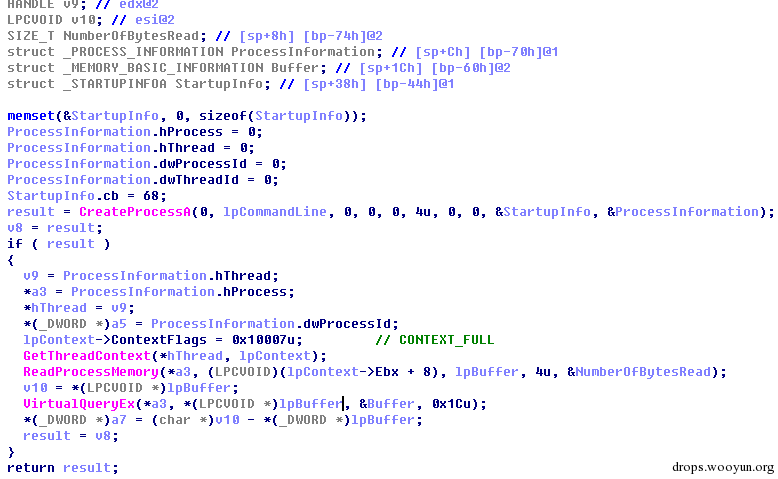 HANDLE v9; // edx@2
LPCVOID v10; // esi@2
SIZE_T NumberOfBytesRead; // [sp+8h] [bp-74h]@2
struct _PROCESS_INFORMATION ProcessInformation; // [sp+Ch] [bp-70h]@1
struct _MEMORY_BASIC_INFORMATION Buffer; // [sp+1Ch] [bp-60h]@2
struct _STARTUPINFOA StartupInfo; // [sp+38h] [bp-44h]@1
memset(&StartupInfo, 0, sizeof(StartupInfo));
ProcessInformation.hProcess = 0;
ProcessInformation.hThread = 0;
ProcessInformation.dwProcessId = 0;
ProcessInformation.dwThreadId = 0;
StartupInfo.cb = 68;
result = CreateProcessA(0, lpCommandLine, 0, 0, 0, 4u, 0, 0, &StartupInfo, &ProcessInformation);
v8 = result;
if ( result )
{
v9 = ProcessInformation.hThread;
*a3 = ProcessInformation.hProcess;
*hThread = v9;
*(_DWORD *)a5 = ProcessInformation.dwProcessId;
lpContext->ContextFlags = 0x10007u; // CONTEXT_FULL
GetThreadContext(*hThread, lpContext);
ReadProcessMemory(*a3, (LPCVOID)(lpContext->Ebx + 8), lpBuffer, 4u, &NumberOfBytesRead);
v10 = *(LPCVOID *)lpBuffer;
VirtualQueryEx(*a3, *(LPCVOID *)lpBuffer, &Buffer, 0x1Cu);
*(_DWORD *)a7 = (char *)v10 - *(_DWORD *)lpBuffer;
result = v8;
}
return result;
drops.wooyun.org